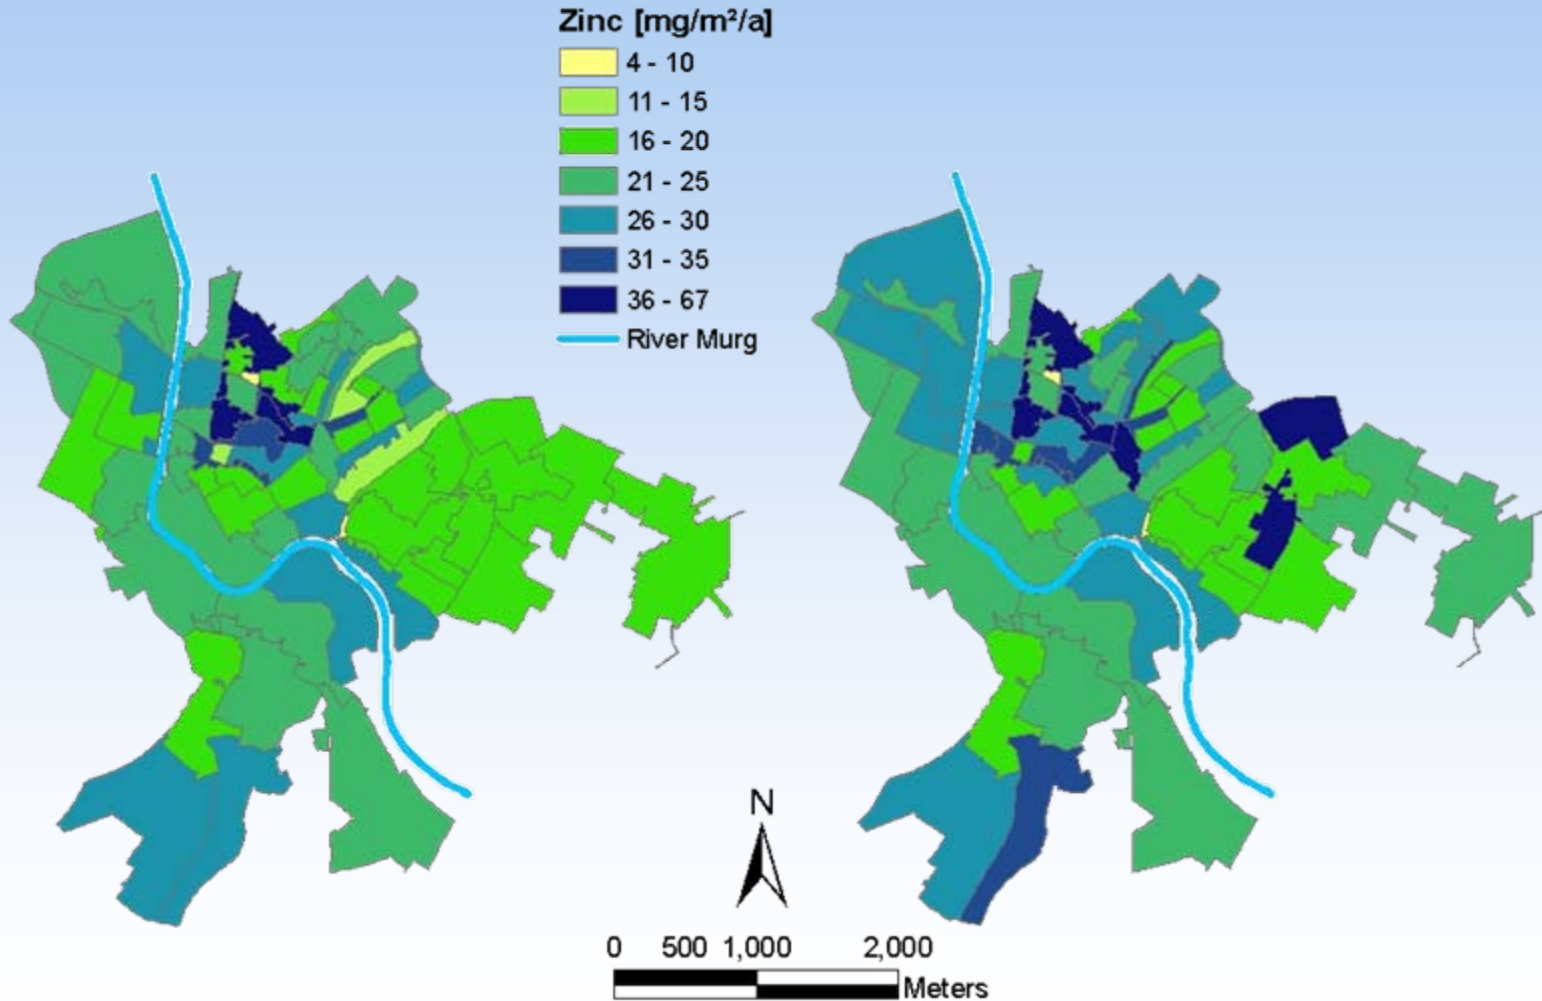 Zinc [mg/m²/a]
4 - 10
11 - 15
16 - 20
21 - 25
26 - 30
31 - 35
36 - 67
River Murg
N
0 500 1,000 2,000
Meters